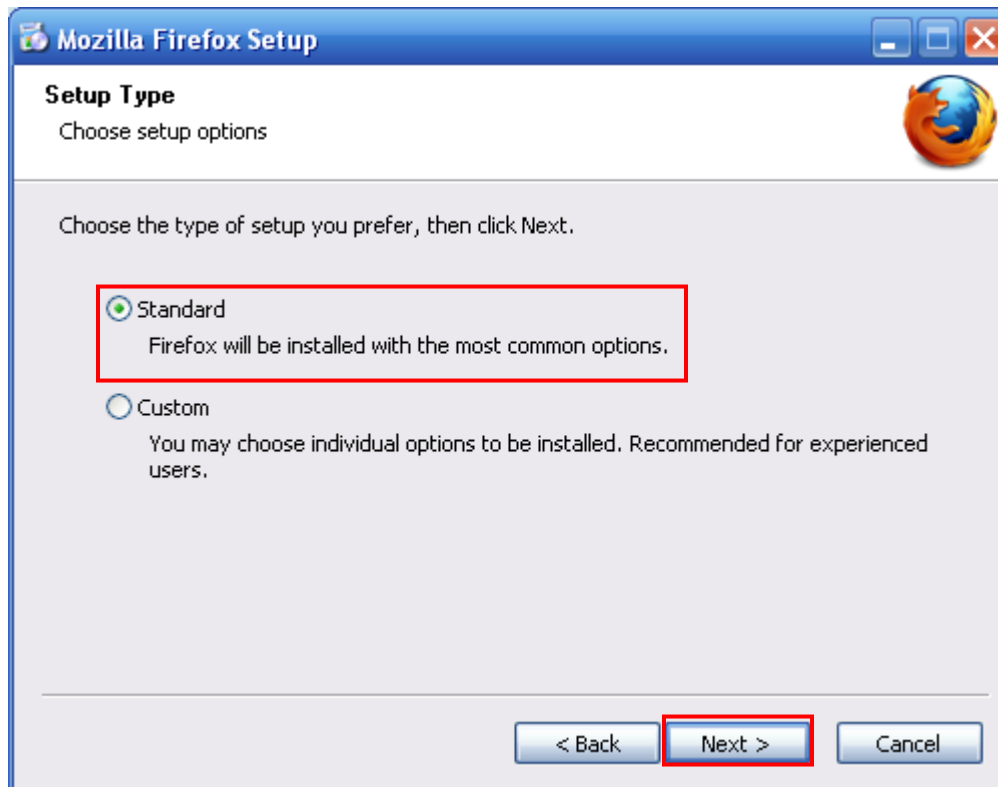 Mozilla Firefox Setup
Setup Type
Choose setup options
Choose the type of setup you prefer, then click Next.
Standard
Firefox will be installed with the most common options.
Custom
You may choose individual options to be installed. Recommended for experienced
users.
< Back
Next >
Cancel